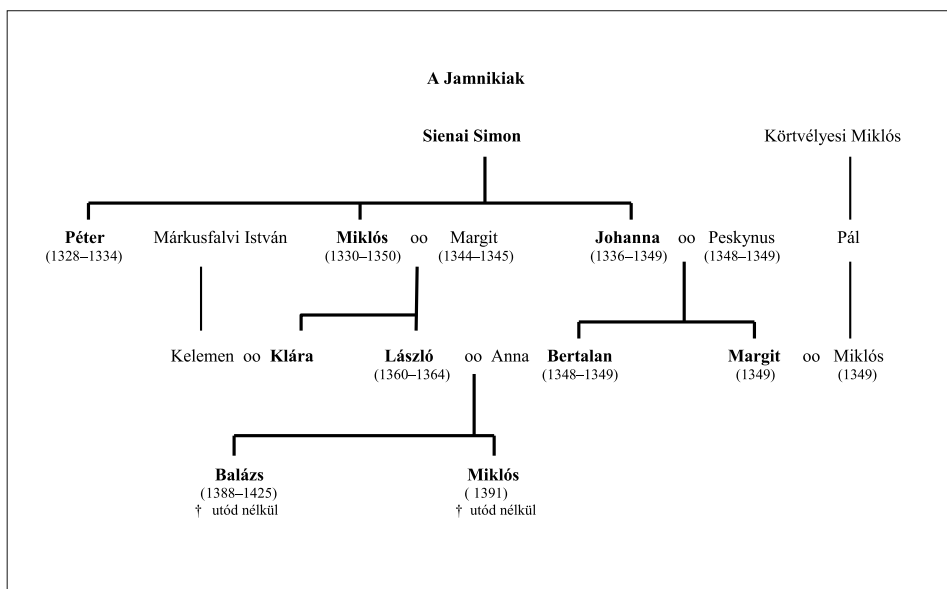 A Jamnikiak
Sienai Simon Körtvélyesi Miklós
Péter Márkusfalvi István Miklós oo Margit Johanna oo Peskynus Pál
(1328–1334) (1330–1350) (1344–1345) (1336–1349) (1348–1349)
Kelemen oo Klára László oo Anna Bertalan Margit oo Miklós
(1360–1364) (1348–1349) (1349) (1349)
Balázs Miklós
(1388–1425) ( 1391)
† utód nélkül † utód nélkül